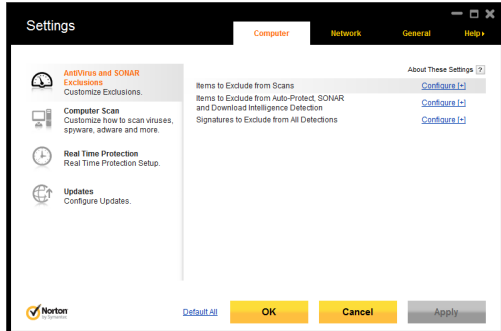 Settings
Computer
Network
General
Help
About These Settings [?]
AntiVirus and SONAR
Exclusions
Customize Exclusions.
Computer Scan
Customize how to scan viruses,
spyware, adware and more.
Real Time Protection
Real Time Protection Setup.
Updates
Configure Updates.
Items to Exclude from Scans
Configure [+]
Items to Exclude from Auto-Protect, SONAR
and Download Intelligence Detection
Configure [+]
Signatures to Exclude from All Detections
Configure [+]
Norton
by Symantec
Default All
OK
Cancel
Apply